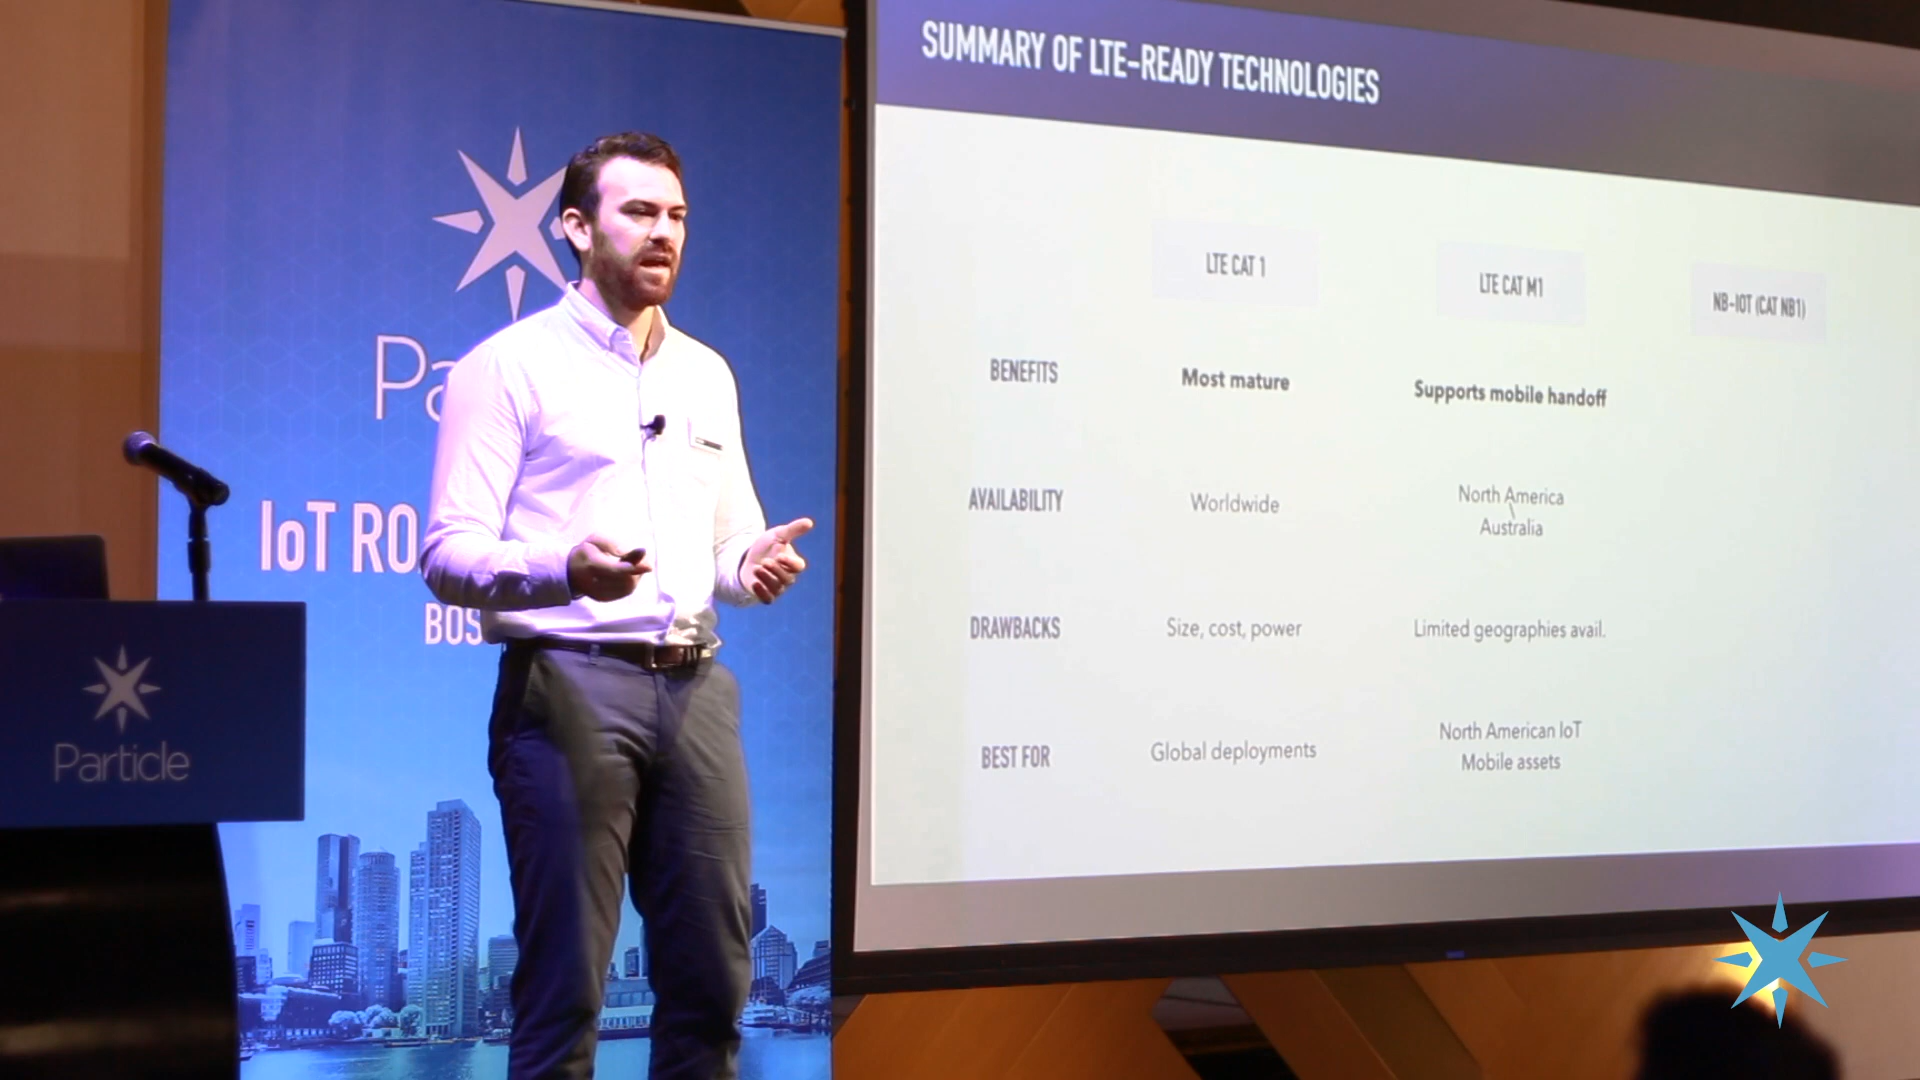 SUMMARY OF LTE-READY TECHNOLOGIES
LTE CAT 1
LTE CAT M1
NB-IOT (CAT NB1)
BENEFITS
Most mature
Supports mobile handoff
AVAILABILITY
Worldwide
North America
Australia
DRAWBACKS
Size, cost, power
Limited geographies avail.
BEST FOR
Global deployments
North American IoT
Mobile assets
Pa
IoT RO
BOS
Particle